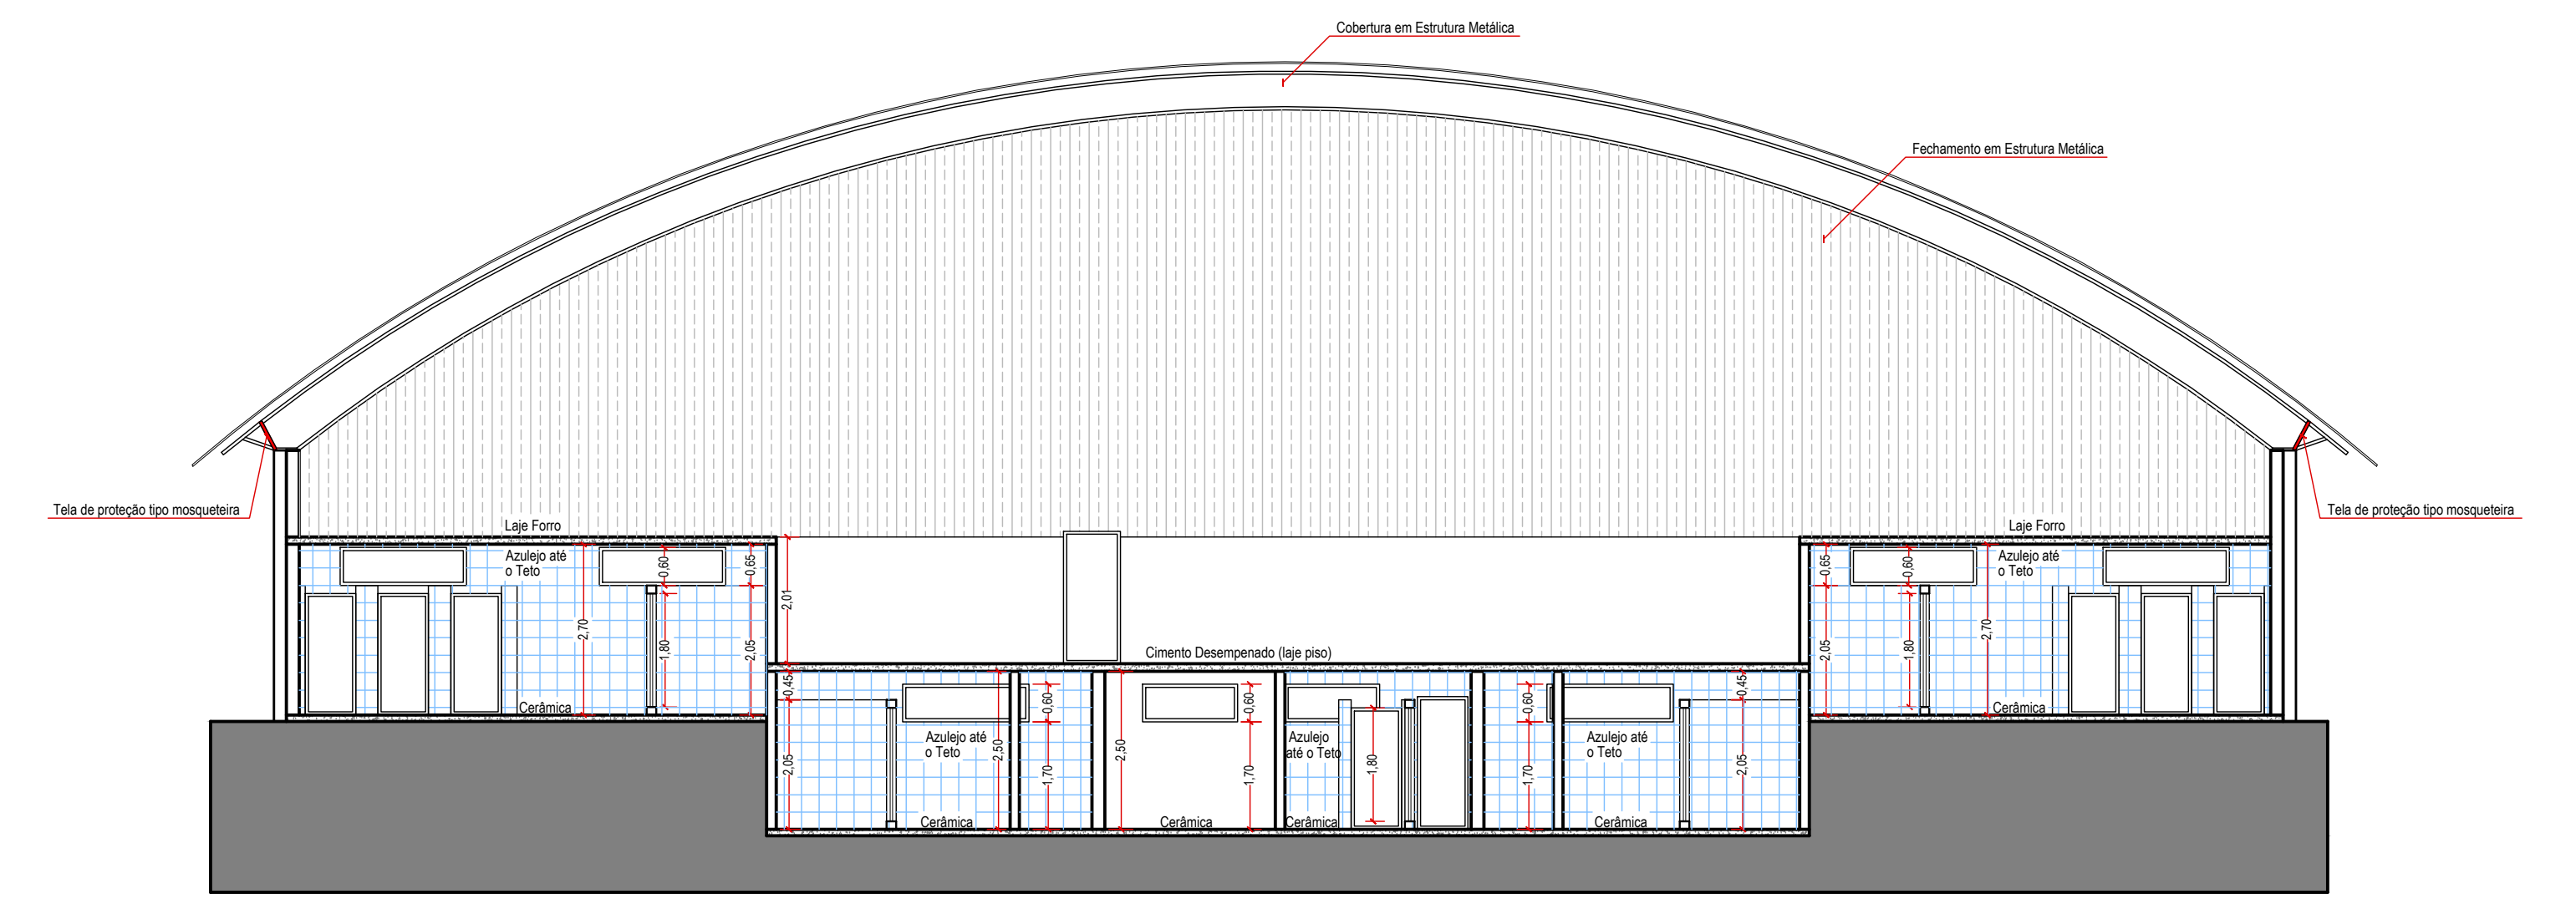 Cobertura em Estrutura Metálica
Fechamento em Estrutura Metálica
Tela de proteção tipo mosqueteira
Tela de proteção tipo mosqueteira
Laje Forro
Laje Forro
Azulejo até
o Teto
0,60
0,65
2,01
2,70
1,80
2,05
Cerâmica
0,65
0,60
Azulejo até
o Teto
2,05
1,80
2,70
Cerâmica
Cimento Desempenado (laje piso)
0,45
2,05
Azulejo até
o Teto
2,50
Cerâmica
0,60
1,70
2,50
0,60
1,70
Cerâmica
Azulejo
até o Teto
1,80
Cerâmica
0,60
1,70
Azulejo até
o Teto
Cerâmica
0,45
2,05